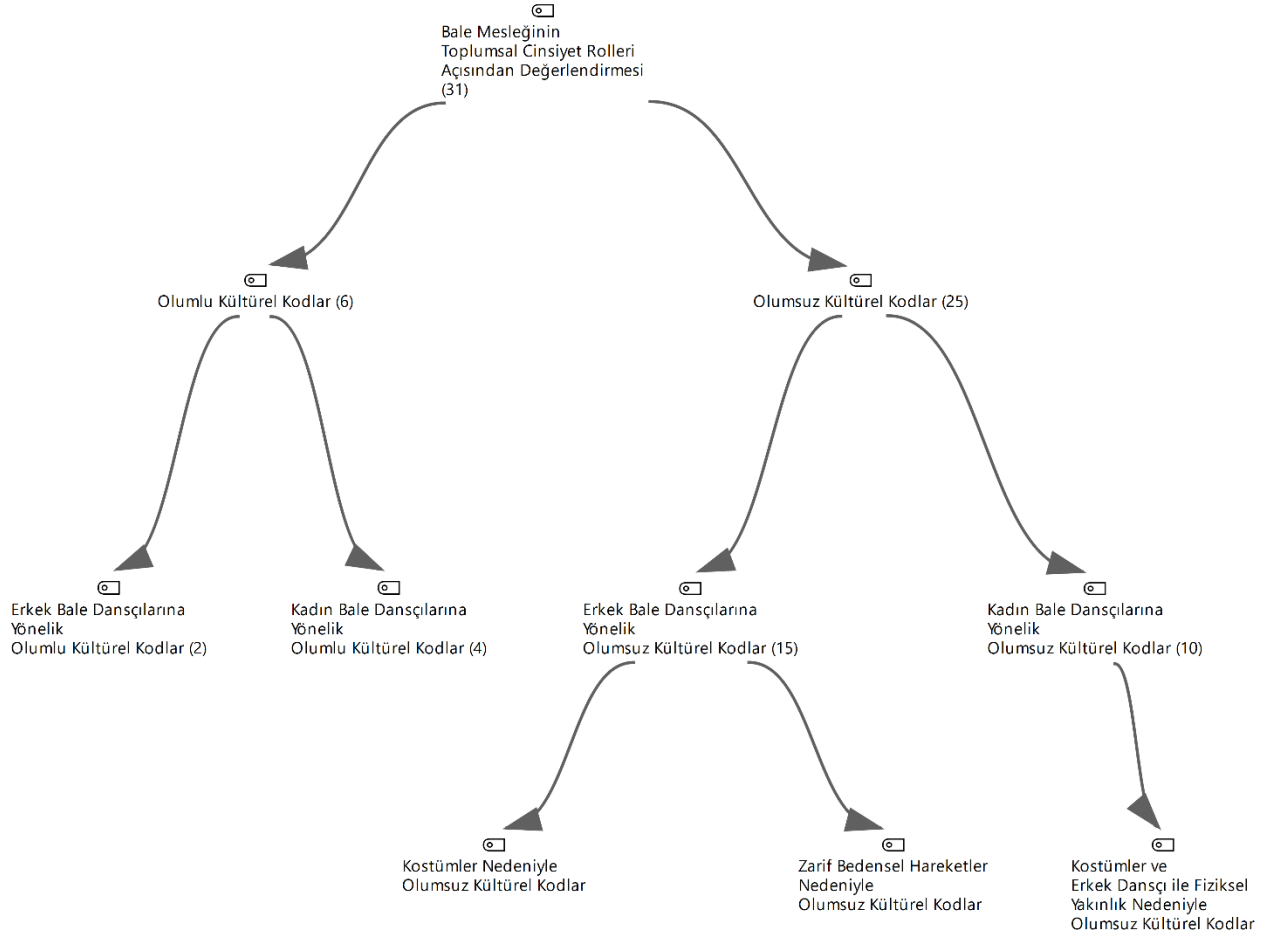 Bale Mesleğinin
Toplumsal Cinsiyet Rolleri
Açısından Değerlendirmesi
(31)
Olumlu Kültürel Kodlar (6)
Olumsuz Kültürel Kodlar (25)
Erkek Bale Dansçılarına
Yönelik
Olumlu Kültürel Kodlar (2)
Kadın Bale Dansçılarına
Yönelik
Olumlu Kültürel Kodlar (4)
Erkek Bale Dansçılarına
Yönelik
Olumsuz Kültürel Kodlar (15)
Kadın Bale Dansçılarına
Yönelik
Olumsuz Kültürel Kodlar (10)
Kostümler Nedeniyle
Olumsuz Kültürel Kodlar
Zarif Bedensel Hareketler
Nedeniyle
Olumsuz Kültürel Kodlar
Kostümler ve
Erkek Dansçı ile Fiziksel
Yakınlık Nedeniyle
Olumsuz Kültürel Kodlar